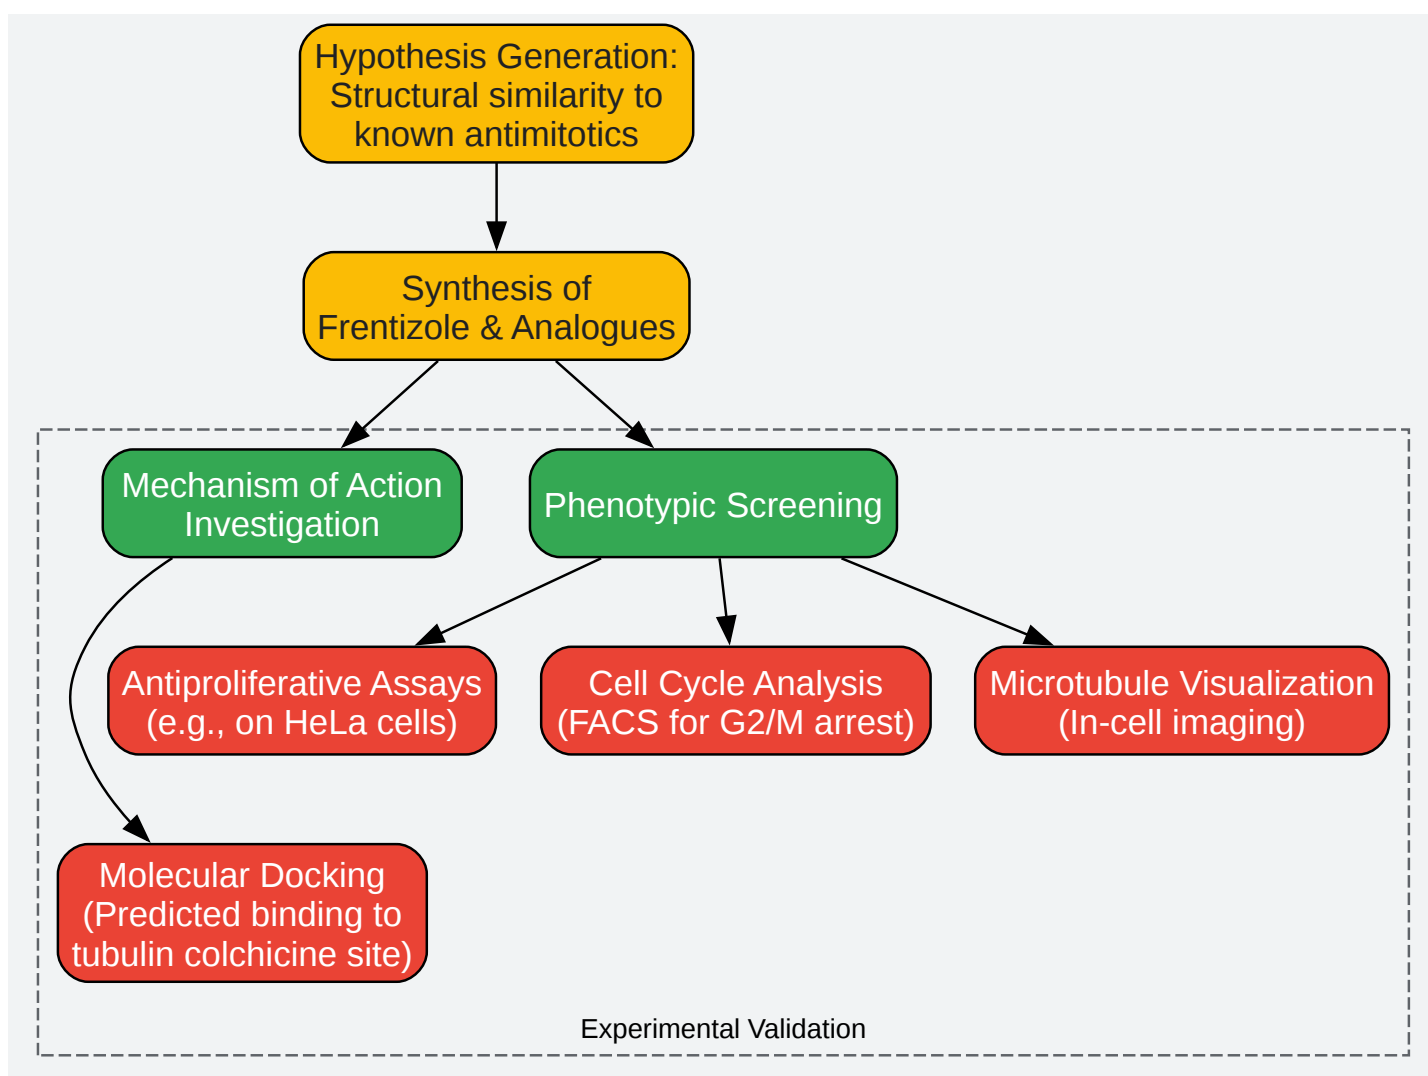 Hypothesis Generation:
Structural similarity to
known antimitotics
Synthesis of
Frentizole & Analogues
Mechanism of Action
Investigation
Phenotypic Screening
Antiproliferative Assays
(e.g., on HeLa cells)
Cell Cycle Analysis
(FACS for G2/M arrest)
Microtubule Visualization
(In-cell imaging)
Molecular Docking
(Predicted binding to
tubulin colchicine site)
Experimental Validation